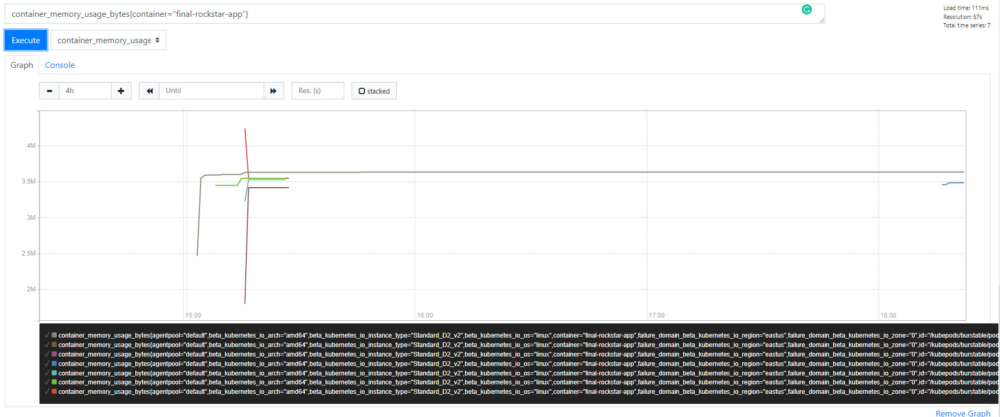 container_memory_usage_bytes{container="final-rockstar-app"}
Load time: 111ms
Resolution: 57s
Total time series: 7
Execute
container_memory_usage
Graph
Console
4h
Until
Res. (s)
stacked
4M
3.5M
3M
2.5M
2M
15:00 16:00 17:00 18:00
container_memory_usage_bytes{agentpool="default",beta_kubernetes_io_arch="amd64",beta_kubernetes_io_instance_type="Standard_D2_v2",beta_kubernetes_io_os="linux",container="final-rockstar-app",failure_domain_beta_kubernetes_io_region="eastus",failure_domain_beta_kubernetes_io_zone="0",id="/kubepods/burstable/pod
container_memory_usage_bytes{agentpool="default",beta_kubernetes_io_arch="amd64",beta_kubernetes_io_instance_type="Standard_D2_v2",beta_kubernetes_io_os="linux",container="final-rockstar-app",failure_domain_beta_kubernetes_io_region="eastus",failure_domain_beta_kubernetes_io_zone="0",id="/kubepods/burstable/pod
container_memory_usage_bytes{agentpool="default",beta_kubernetes_io_arch="amd64",beta_kubernetes_io_instance_type="Standard_D2_v2",beta_kubernetes_io_os="linux",container="final-rockstar-app",failure_domain_beta_kubernetes_io_region="eastus",failure_domain_beta_kubernetes_io_zone="0",id="/kubepods/burstable/pod
container_memory_usage_bytes{agentpool="default",beta_kubernetes_io_arch="amd64",beta_kubernetes_io_instance_type="Standard_D2_v2",beta_kubernetes_io_os="linux",container="final-rockstar-app",failure_domain_beta_kubernetes_io_region="eastus",failure_domain_beta_kubernetes_io_zone="0",id="/kubepods/burstable/pod
container_memory_usage_bytes{agentpool="default",beta_kubernetes_io_arch="amd64",beta_kubernetes_io_instance_type="Standard_D2_v2",beta_kubernetes_io_os="linux",container="final-rockstar-app",failure_domain_beta_kubernetes_io_region="eastus",failure_domain_beta_kubernetes_io_zone="0",id="/kubepods/burstable/pod
container_memory_usage_bytes{agentpool="default",beta_kubernetes_io_arch="amd64",beta_kubernetes_io_instance_type="Standard_D2_v2",beta_kubernetes_io_os="linux",container="final-rockstar-app",failure_domain_beta_kubernetes_io_region="eastus",failure_domain_beta_kubernetes_io_zone="0",id="/kubepods/burstable/pod
container_memory_usage_bytes{agentpool="default",beta_kubernetes_io_arch="amd64",beta_kubernetes_io_instance_type="Standard_D2_v2",beta_kubernetes_io_os="linux",container="final-rockstar-app",failure_domain_beta_kubernetes_io_region="eastus",failure_domain_beta_kubernetes_io_zone="0",id="/kubepods/burstable/pod
Remove Graph